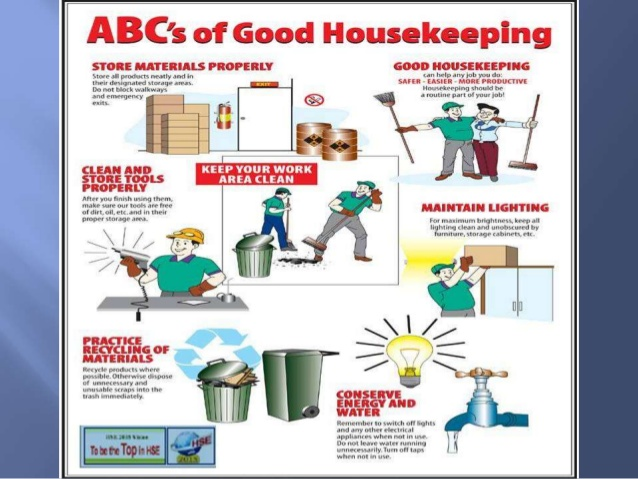 ABC's of Good Housekeeping
STORE MATERIALS PROPERLY
Store all products neatly and in
their designated storage areas.
Do not block walkways
and emergency
exits.
EXIT
GOOD HOUSEKEEPING
can help any job you do:
SAFER - EASIER - MORE PRODUCTIVE
Housekeeping should be
a routine part of your job!
CLEAN AND
STORE TOOLS
PROPERLY
After you finish using them,
make sure our tools are free
of dirt, oil, etc. and in their
proper storage area.
KEEP YOUR WORK
AREA CLEAN
MAINTAIN LIGHTING
For maximum brightness, keep all
lighting clean and unobscured by
furniture, storage cabinets, etc.
PRACTICE
RECYCLING OF
MATERIALS
Recycle products where
possible. Otherwise dispose
of unnecessary and
unusable scraps into the
trash immediately.
CONSERVE
ENERGY AND
WATER
Remember to switch off lights
and any other electrical
appliances when not in use.
Do not leave water running
unnecessarily. Turn off taps
when not in use.
To be the Top in HSE
HSE